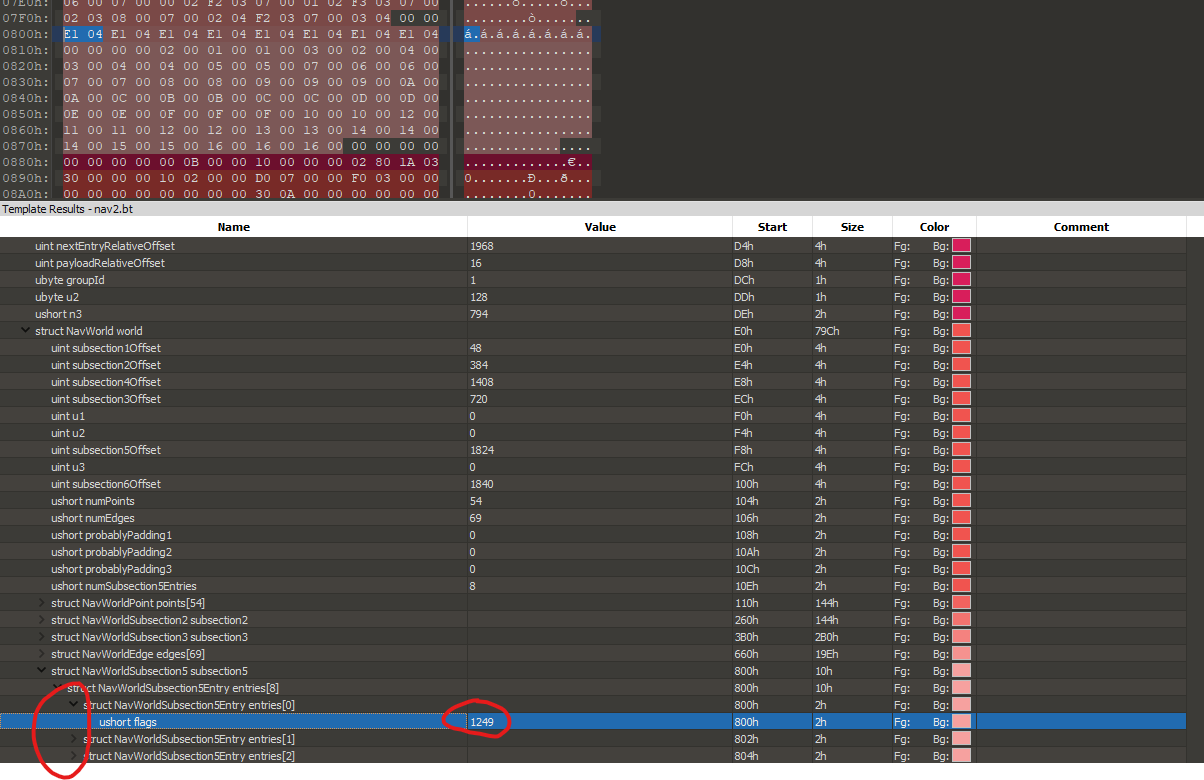 07E0h: 06 00 07 00 00 02 F2 03 07 00 01 02 F3 03 07 00
07F0h: 02 03 08 00 07 00 02 04 F2 03 07 00 03 04 00 00
0800h: E1 04 E1 04 E1 04 E1 04 E1 04 E1 04 E1 04 E1 04 á.á.á.á.á.á.á.á.
0810h: 00 00 00 00 02 00 01 00 01 00 03 00 02 00 04 00 ................
0820h: 03 00 04 00 04 00 05 00 05 00 07 00 06 00 06 00 ................
0830h: 07 00 07 00 08 00 08 00 09 00 09 00 09 00 0A 00 ................
0840h: 0A 00 0C 00 0B 00 0B 00 0C 00 0C 00 0D 00 0D 00 ................
0850h: 0E 00 0E 00 0F 00 0F 00 0F 00 10 00 10 00 12 00 ................
0860h: 11 00 11 00 12 00 12 00 13 00 13 00 14 00 14 00 ................
0870h: 14 00 15 00 15 00 16 00 16 00 16 00 00 00 00 00 ................
0880h: 00 00 00 00 00 0B 00 00 10 00 00 00 02 80 1A 03 .............€..
0890h: 30 00 00 00 10 02 00 00 D0 07 00 00 F0 03 00 00 0.......Ð...ð...
08A0h: 00 00 00 00 00 00 00 00 30 0A 00 00 00 00 00 00 ........0.......
Template Results - nav2.bt
Name Value Start Size Color Comment
uint nextEntryRelativeOffset 1968 D4h 4h Fg: Bg:
uint payloadRelativeOffset 16 D8h 4h Fg: Bg:
ubyte groupId 1 DCh 1h Fg: Bg:
ubyte u2 128 DDh 1h Fg: Bg:
ushort n3 794 DEh 2h Fg: Bg:
struct NavWorld world E0h 79Ch Fg: Bg:
uint subsection1Offset 48 E0h 4h Fg: Bg:
uint subsection2Offset 384 E4h 4h Fg: Bg:
uint subsection4Offset 1408 E8h 4h Fg: Bg:
uint subsection3Offset 720 ECh 4h Fg: Bg:
uint u1 0 F0h 4h Fg: Bg:
uint u2 0 F4h 4h Fg: Bg:
uint subsection5Offset 1824 F8h 4h Fg: Bg:
uint u3 0 FCh 4h Fg: Bg:
uint subsection6Offset 1840 100h 4h Fg: Bg:
ushort numPoints 54 104h 2h Fg: Bg:
ushort numEdges 69 106h 2h Fg: Bg:
ushort probablyPadding1 0 108h 2h Fg: Bg:
ushort probablyPadding2 0 10Ah 2h Fg: Bg:
ushort probablyPadding3 0 10Ch 2h Fg: Bg:
ushort numSubsection5Entries 8 10Eh 2h Fg: Bg:
struct NavWorldPoint points[54] 110h 144h Fg: Bg:
struct NavWorldSubsection2 subsection2 260h 144h Fg: Bg:
struct NavWorldSubsection3 subsection3 3B0h 2B0h Fg: Bg:
struct NavWorldEdge edges[69] 660h 19Eh Fg: Bg:
struct NavWorldSubsection5 subsection5 800h 10h Fg: Bg:
struct NavWorldSubsection5Entry entries[8] 800h 10h Fg: Bg:
struct NavWorldSubsection5Entry entries[0] 800h 2h Fg: Bg:
ushort flags 1249 800h 2h Fg: Bg:
struct NavWorldSubsection5Entry entries[1] 802h 2h Fg: Bg:
struct NavWorldSubsection5Entry entries[2] 804h 2h Fg: Bg: